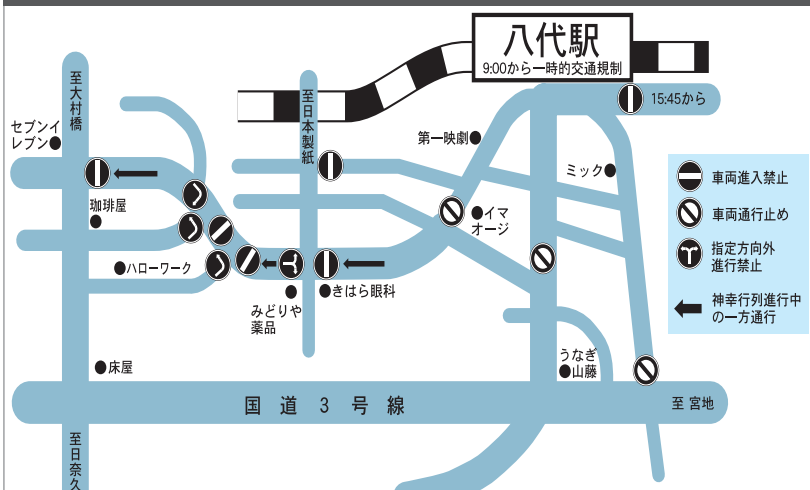 八代駅
9:00から一時的交通規制
至大村橋
至日本製紙
15:45から
セブンイ
レブン
第一映劇
ミック
車両進入禁止
珈琲屋
イマ
オージ
車両通行止め
指定方向外
進行禁止
ハローワーク
きはら眼科
みどりや
薬品
神幸行列進行中
の一方通行
床屋
うなぎ
山藤
国道3号線
至 宮地
至日奈久